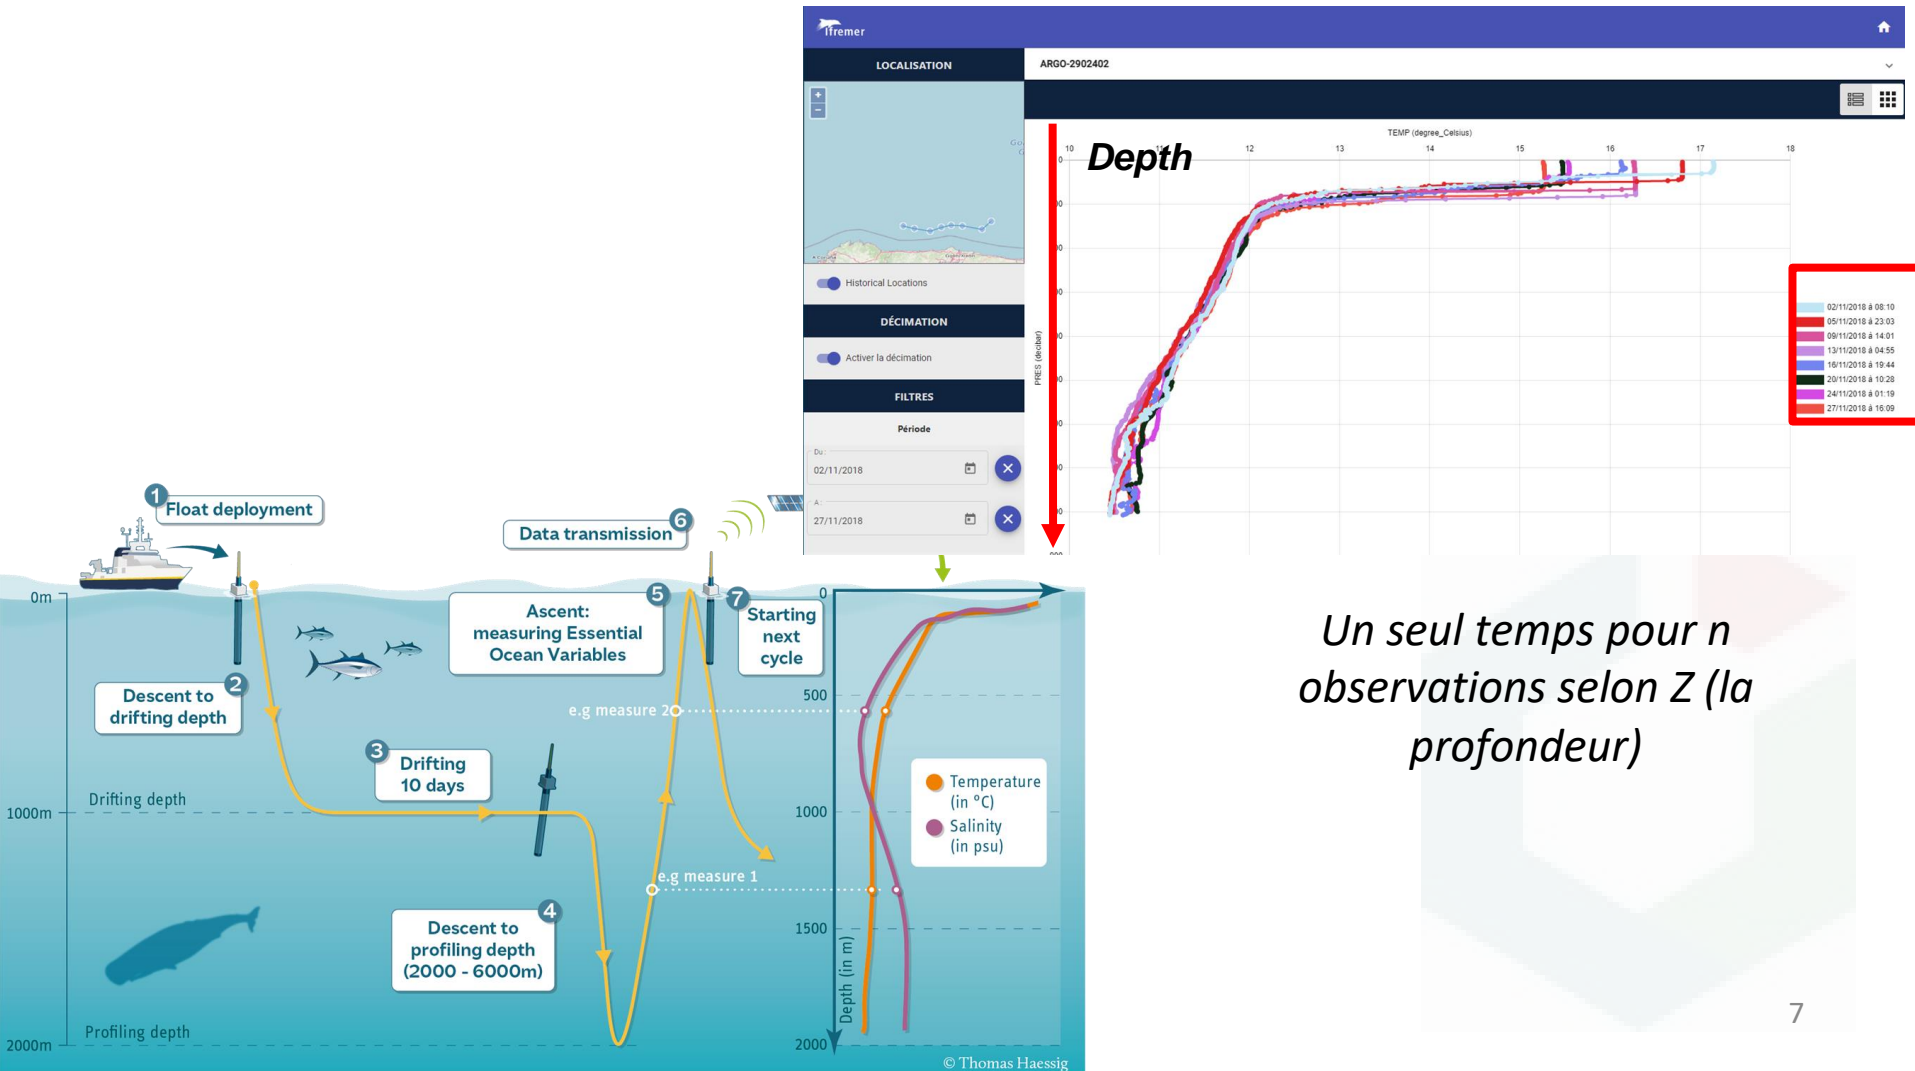 Ifremer
LOCALISATION
ARGO-2902402
+
−
Historical Locations
DÉCIMATION
Activer la décimation
FILTRES
Période
Du :
02/11/2018
A :
27/11/2018
Depth
TEMP (degree_Celsius)
10 12 13 14 15 16 17 18
0
PRES (decibar)
02/11/2018 à 08:10
05/11/2018 à 23:03
09/11/2018 à 14:01
13/11/2018 à 04:55
16/11/2018 à 19:44
20/11/2018 à 10:28
24/11/2018 à 01:19
27/11/2018 à 16:09
1 Float deployment
Data transmission 6
0m
2
Descent to
drifting depth
5
Ascent:
measuring Essential
Ocean Variables
7
Starting
next
cycle
e.g measure 2
3
Drifting
10 days
Drifting depth
1000m
e.g measure 1
4
Descent to
profiling depth
(2000 - 6000m)
Profiling depth
2000m
0
500
1000
1500
2000
Depth (in m)
Temperature
(in °C)
Salinity
(in psu)
© Thomas Haessig
Un seul temps pour n
observations selon Z (la
profondeur)
7